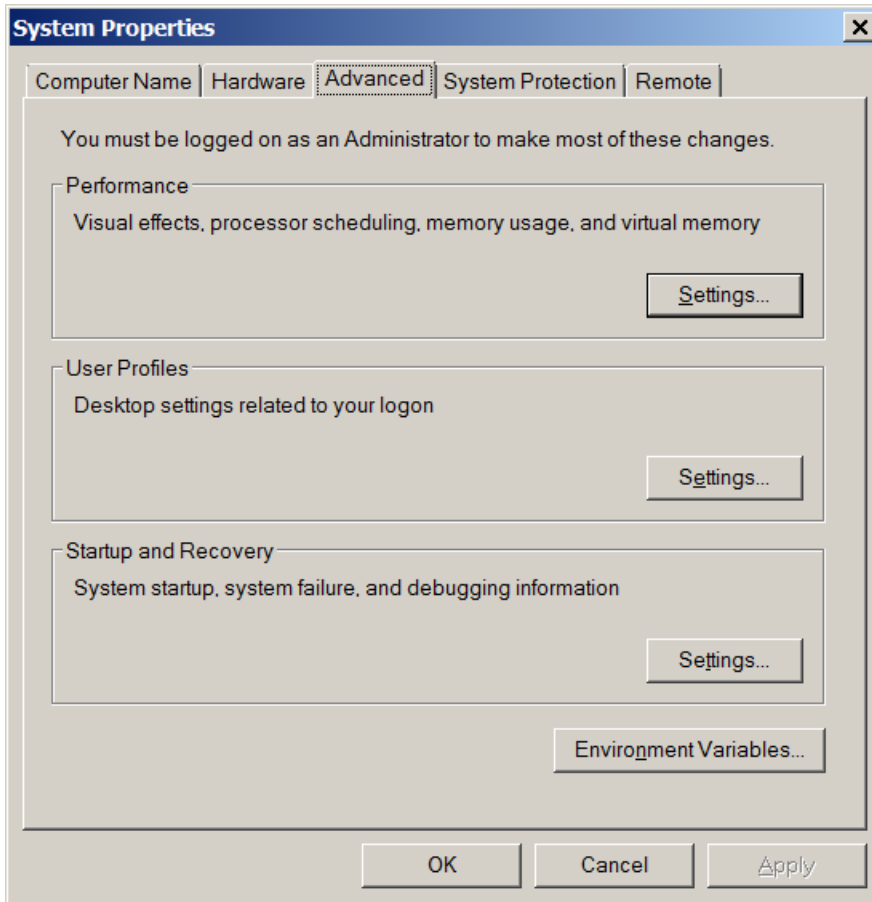 System Properties
Computer Name
Hardware
Advanced
System Protection
Remote
You must be logged on as an Administrator to make most of these changes.
Performance
Visual effects, processor scheduling, memory usage, and virtual memory
Settings...
User Profiles
Desktop settings related to your logon
Settings...
Startup and Recovery
System startup, system failure, and debugging information
Settings...
Environment Variables...
OK
Cancel
Apply